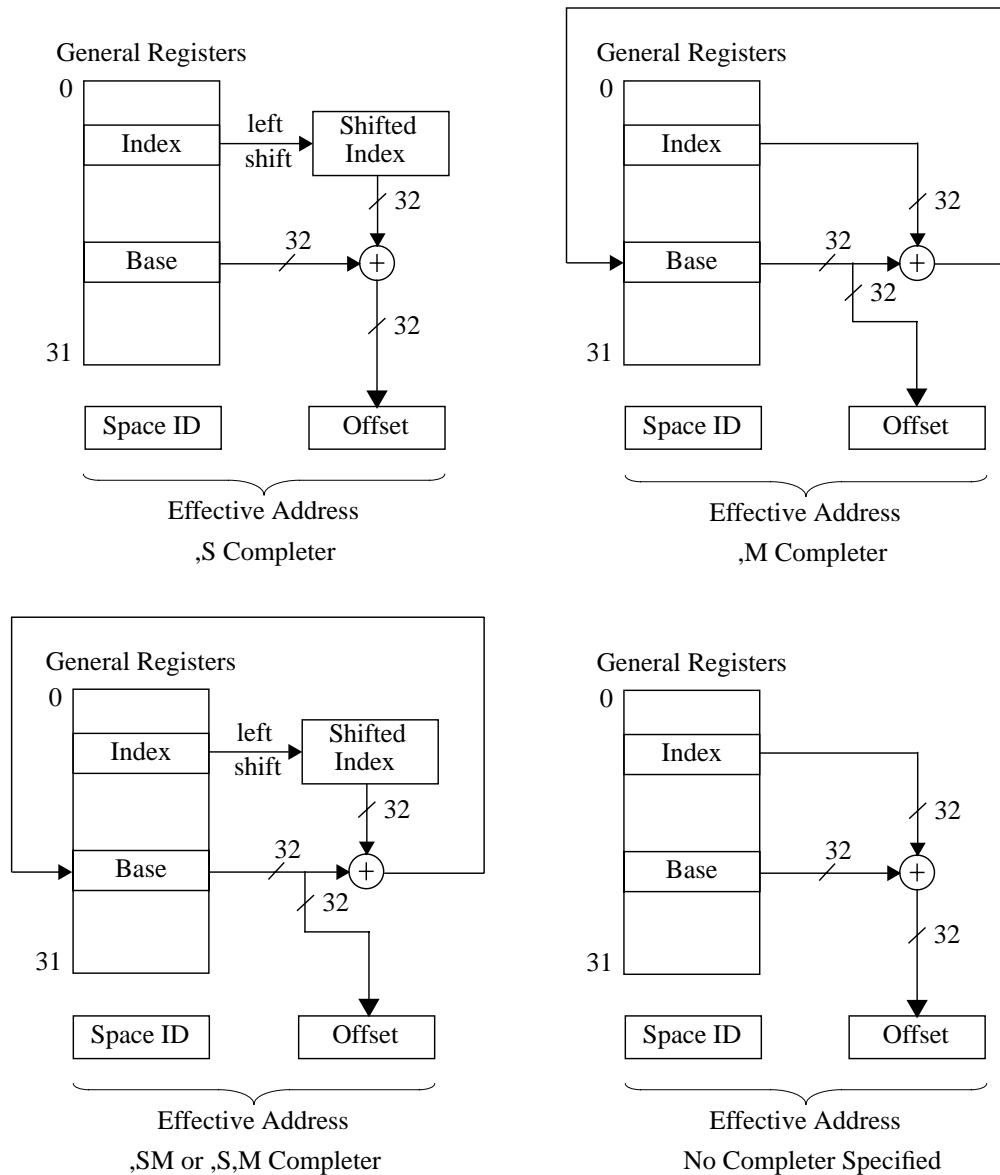 General Registers
0
Index
left
shift
Shifted
Index
32
Base
32
+
32
31
Space ID
Offset
Effective Address
,S Completer
General Registers
0
Index
32
Base
32
+
32
31
Space ID
Offset
Effective Address
,M Completer
General Registers
0
Index
left
shift
Shifted
Index
32
Base
32
+
32
31
Space ID
Offset
Effective Address
,SM or ,S,M Completer
General Registers
0
Index
32
Base
32
+
32
31
Space ID
Offset
Effective Address
No Completer Specified